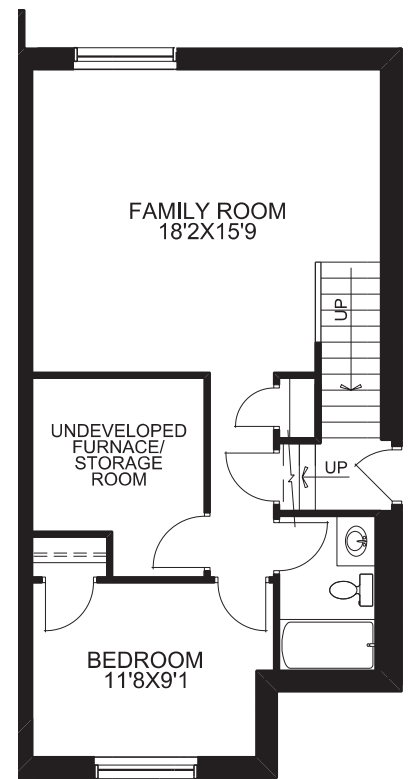 FAMILY ROOM
18'2X15'9
UP
UNDEVELOPED
FURNACE/
STORAGE
ROOM
UP
BEDROOM
11'8X9'1